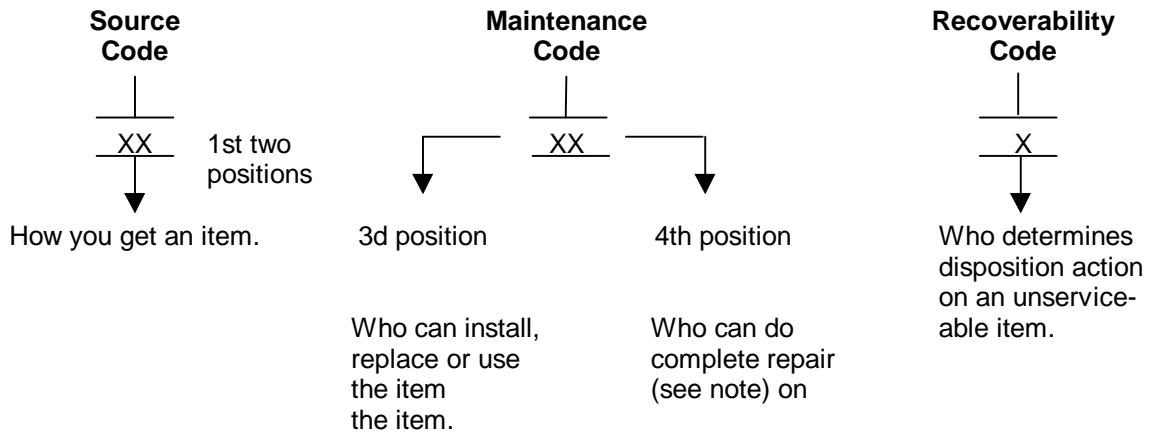 Source
Code
XX
1st two
positions
How you get an item.
Maintenance
Code
XX
3d position
Who can install,
replace or use
the item
the item.
4th position
Who can do
complete repair
(see note) on
Recoverability
Code
X
Who determines
disposition action
on an unservice-
able item.